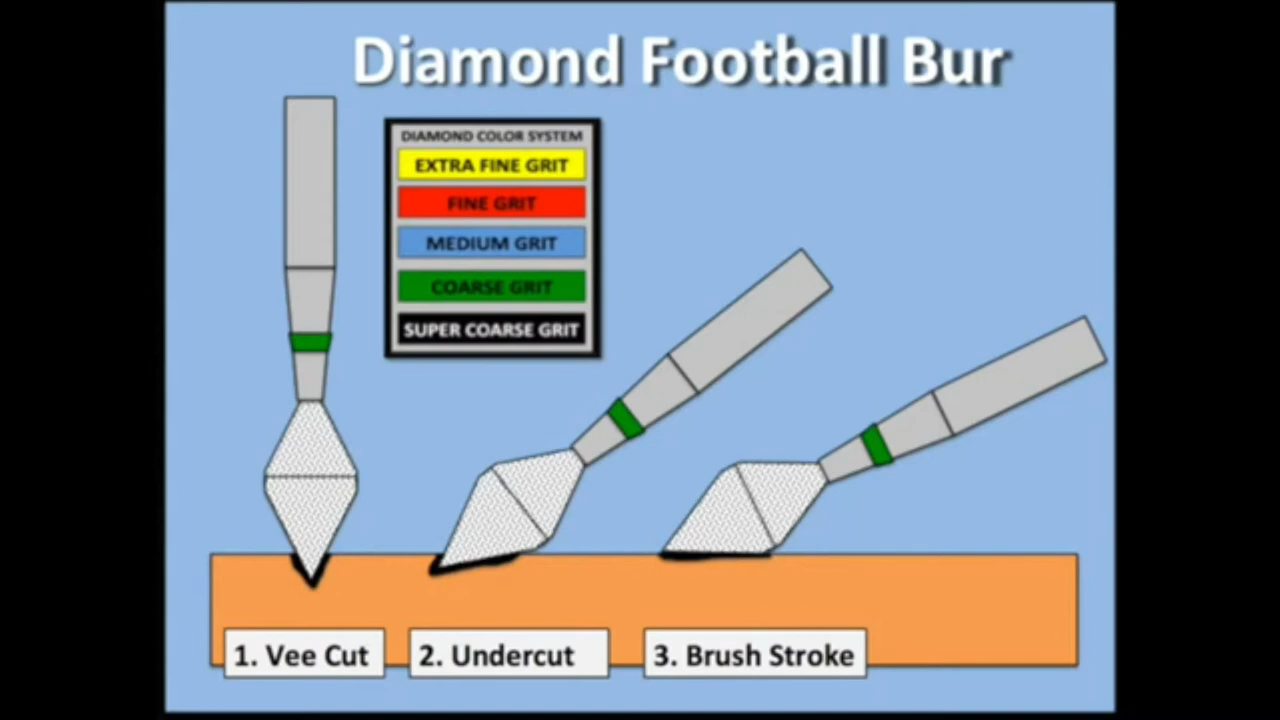 Diamond Football Bur
DIAMOND COLOR SYSTEM
EXTRA FINE GRIT
FINE GRIT
MEDIUM GRIT
COARSE GRIT
SUPER COARSE GRIT
1. Vee Cut
2. Undercut
3. Brush Stroke